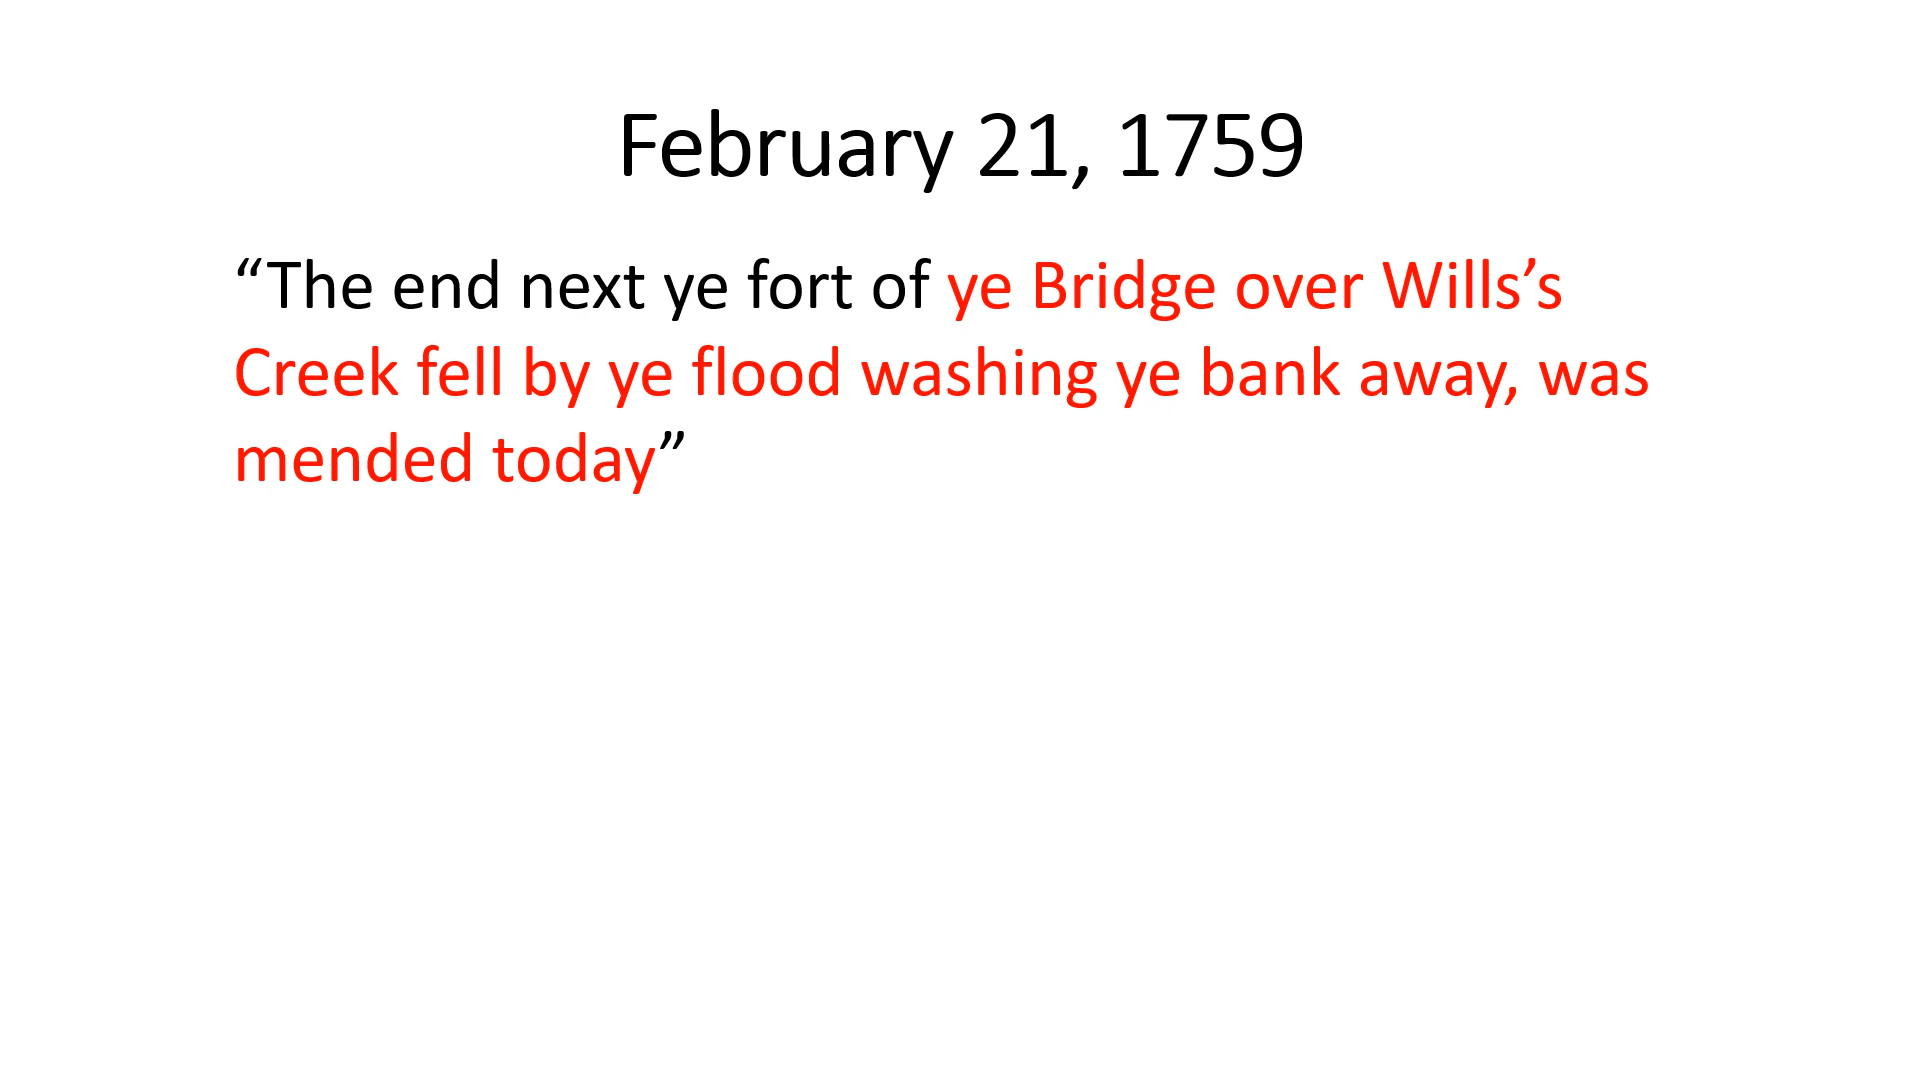 February 21, 1759
“The end next ye fort of ye Bridge over Wills’s
Creek fell by ye flood washing ye bank away, was
mended today”